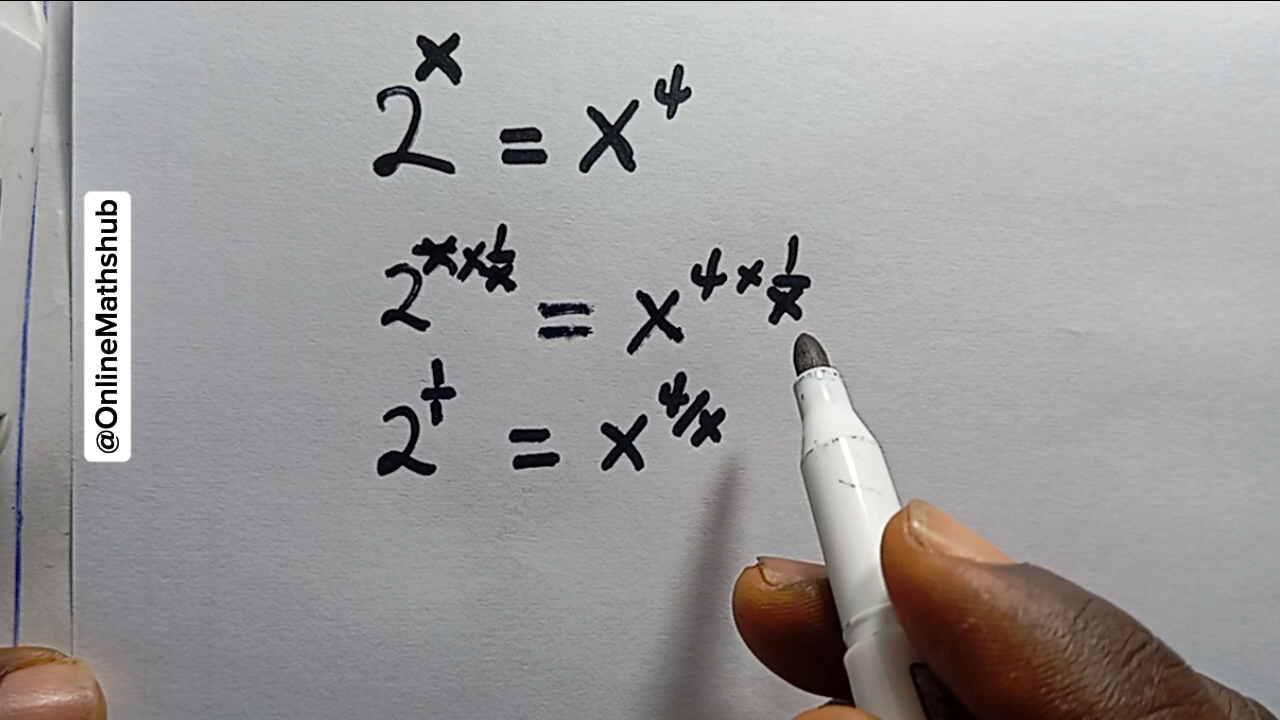 @OnlineMathshub
2^x = x^4
2^{x × 1/x} = x^{4 × 1/x}
2^1 = x^{4/x}